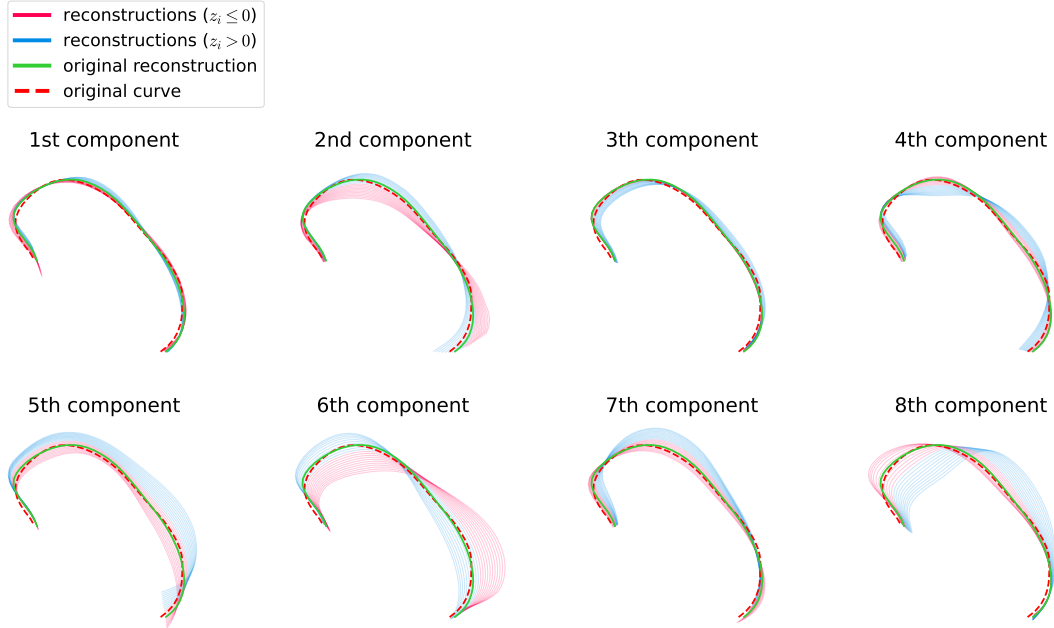 reconstructions (z_i ≤ 0)
reconstructions (z_i > 0)
original reconstruction
original curve
1st component
2nd component
3th component
4th component
5th component
6th component
7th component
8th component